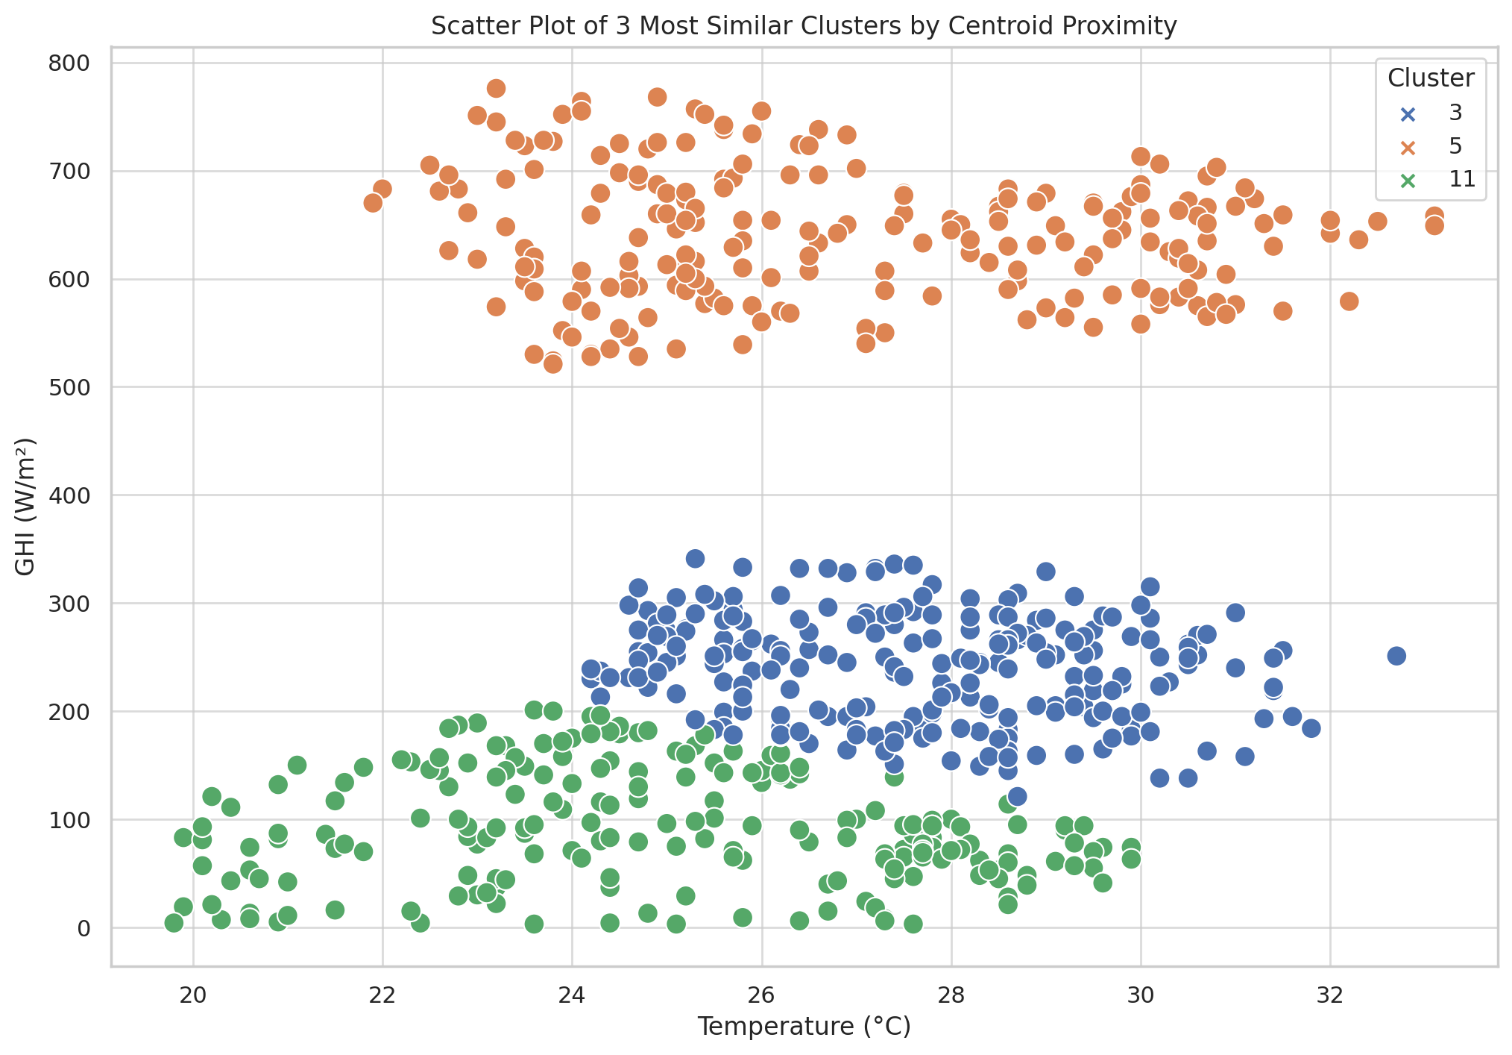 Scatter Plot of 3 Most Similar Clusters by Centroid Proximity
Cluster
3
5
11
800
700
600
500
400
300
200
100
0
GHI (W/m²)
20 22 24 26 28 30 32
Temperature (°C)